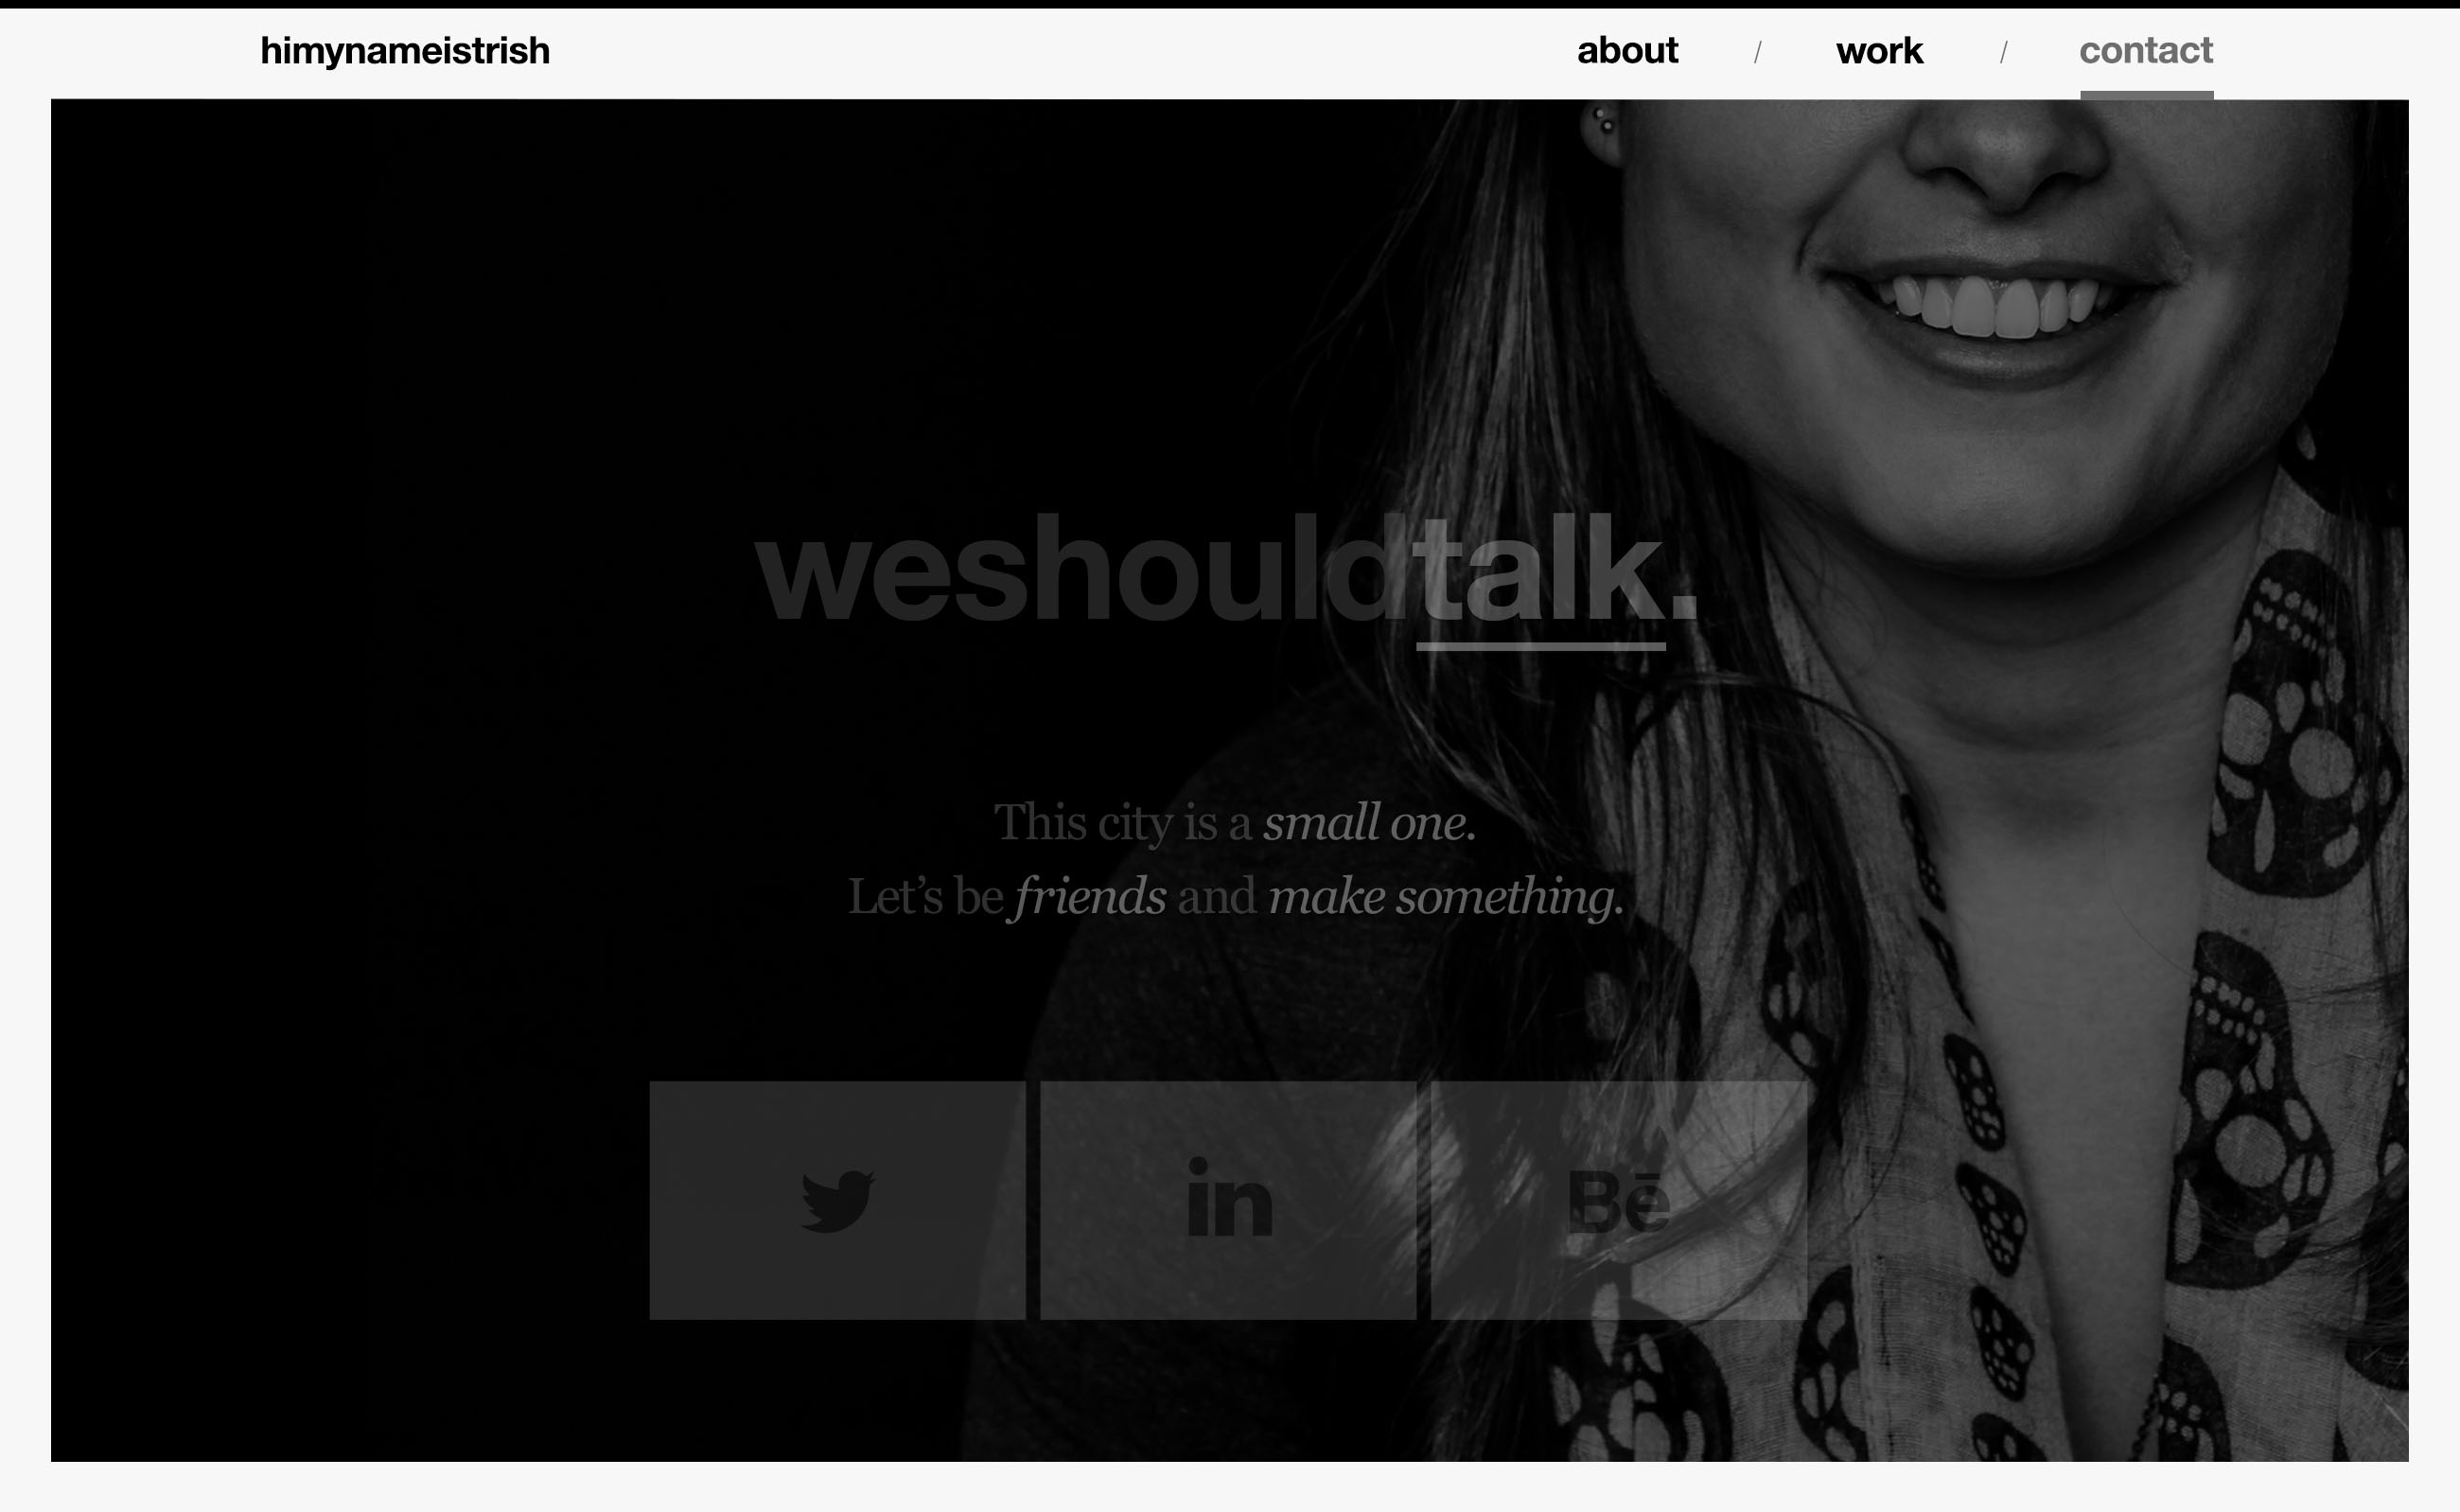 himynameistrish
about / work / contact
weshouldtalk.
This city is a small one.
Let’s be friends and make something.
in
Bē